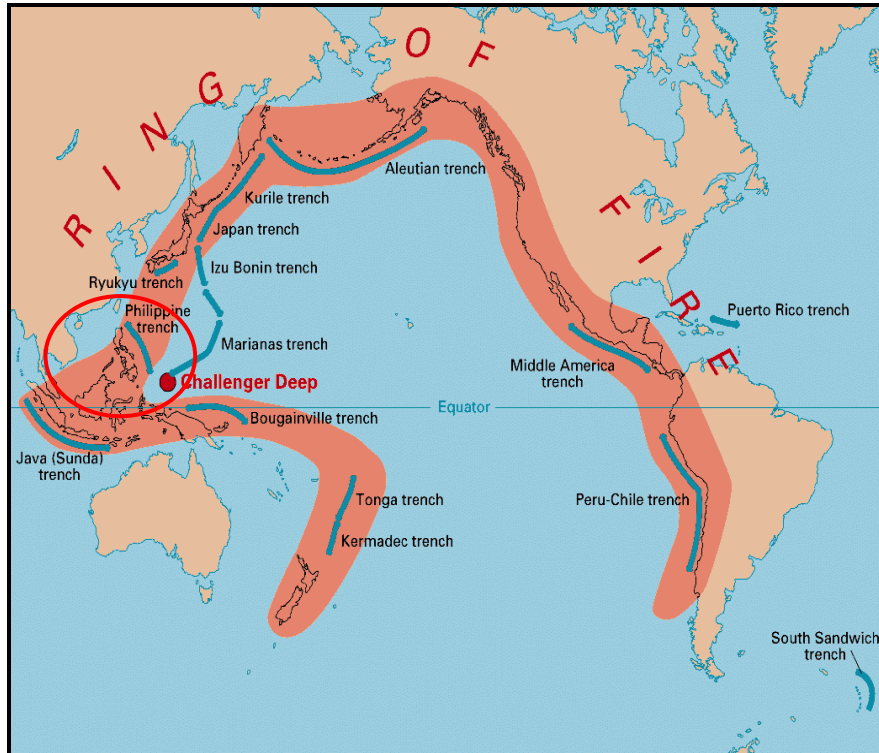 RING OF FIRE
Aleutian trench
Kurile trench
Japan trench
Izu Bonin trench
Ryukyu trench
Philippine
trench
Marianas trench
Challenger Deep
Bougainville trench
Equator
Java (Sunda)
trench
Tonga trench
Kermadec trench
Middle America
trench
Puerto Rico trench
Peru-Chile trench
South Sandwich
trench